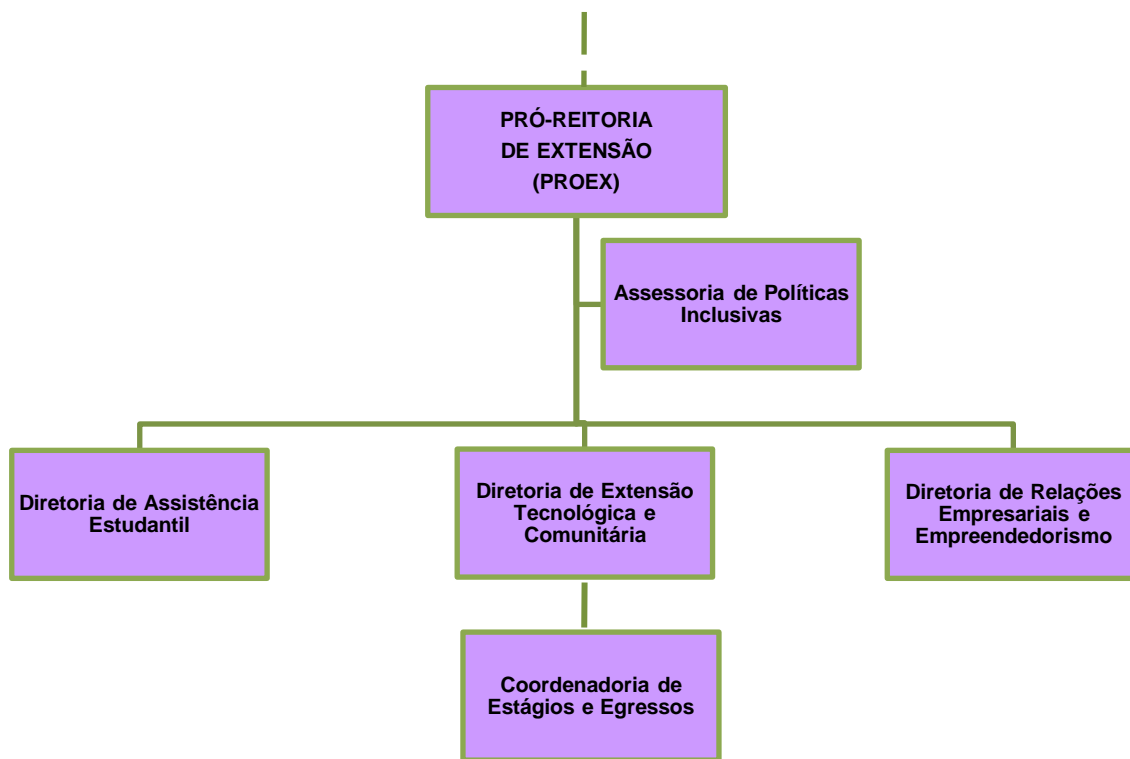 PRÓ-REITORIA
DE EXTENSÃO
(PROEX)
Assessoria de Políticas
Inclusivas
Diretoria de Assistência
Estudantil
Diretoria de Extensão
Tecnológica e
Comunitária
Diretoria de Relações
Empresariais e
Empreendedorismo
Coordenadoria de
Estágios e Egressos